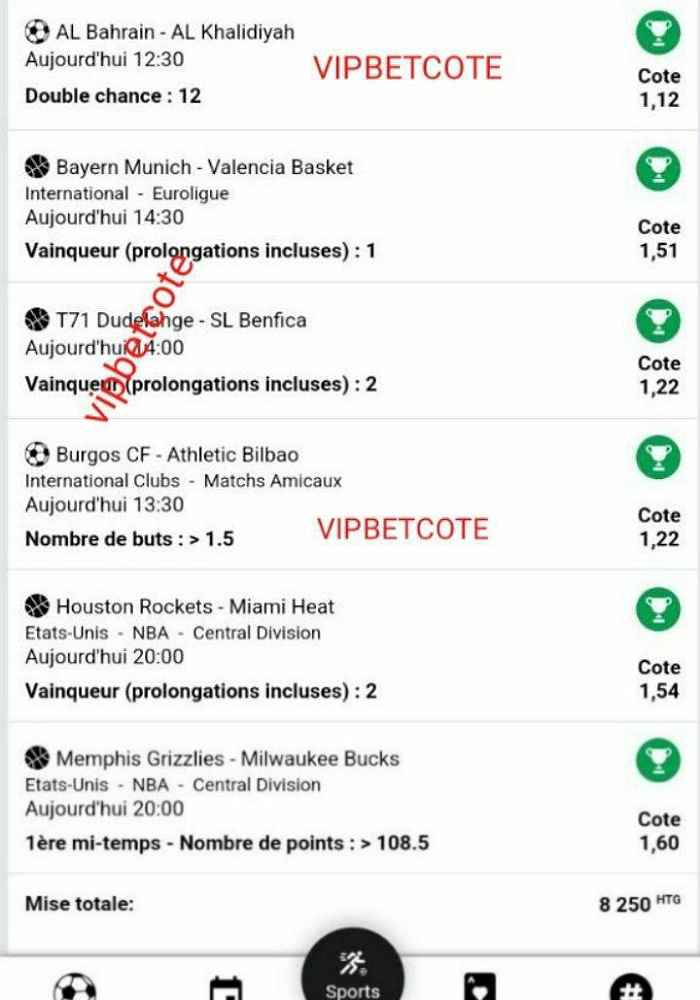 AL Bahrain - AL Khalidiyah
Aujourd'hui 12:30
VIPBETCOTE
Double chance : 12
Cote
1,12
Bayern Munich - Valencia Basket
International - Euroligue
Aujourd'hui 14:30
Vainqueur (prolongations incluses) : 1
Cote
1,51
vipbetcote
T71 Dudelange - SL Benfica
Aujourd'hui 14:00
Vainqueur (prolongations incluses) : 2
Cote
1,22
Burgos CF - Athletic Bilbao
International Clubs - Matchs Amicaux
Aujourd'hui 13:30
Nombre de buts : > 1.5
VIPBETCOTE
Cote
1,22
Houston Rockets - Miami Heat
Etats-Unis - NBA - Central Division
Aujourd'hui 20:00
Vainqueur (prolongations incluses) : 2
Cote
1,54
Memphis Grizzlies - Milwaukee Bucks
Etats-Unis - NBA - Central Division
Aujourd'hui 20:00
1ère mi-temps - Nombre de points : > 108.5
Cote
1,60
Mise totale: 8 250 HTG
Sports